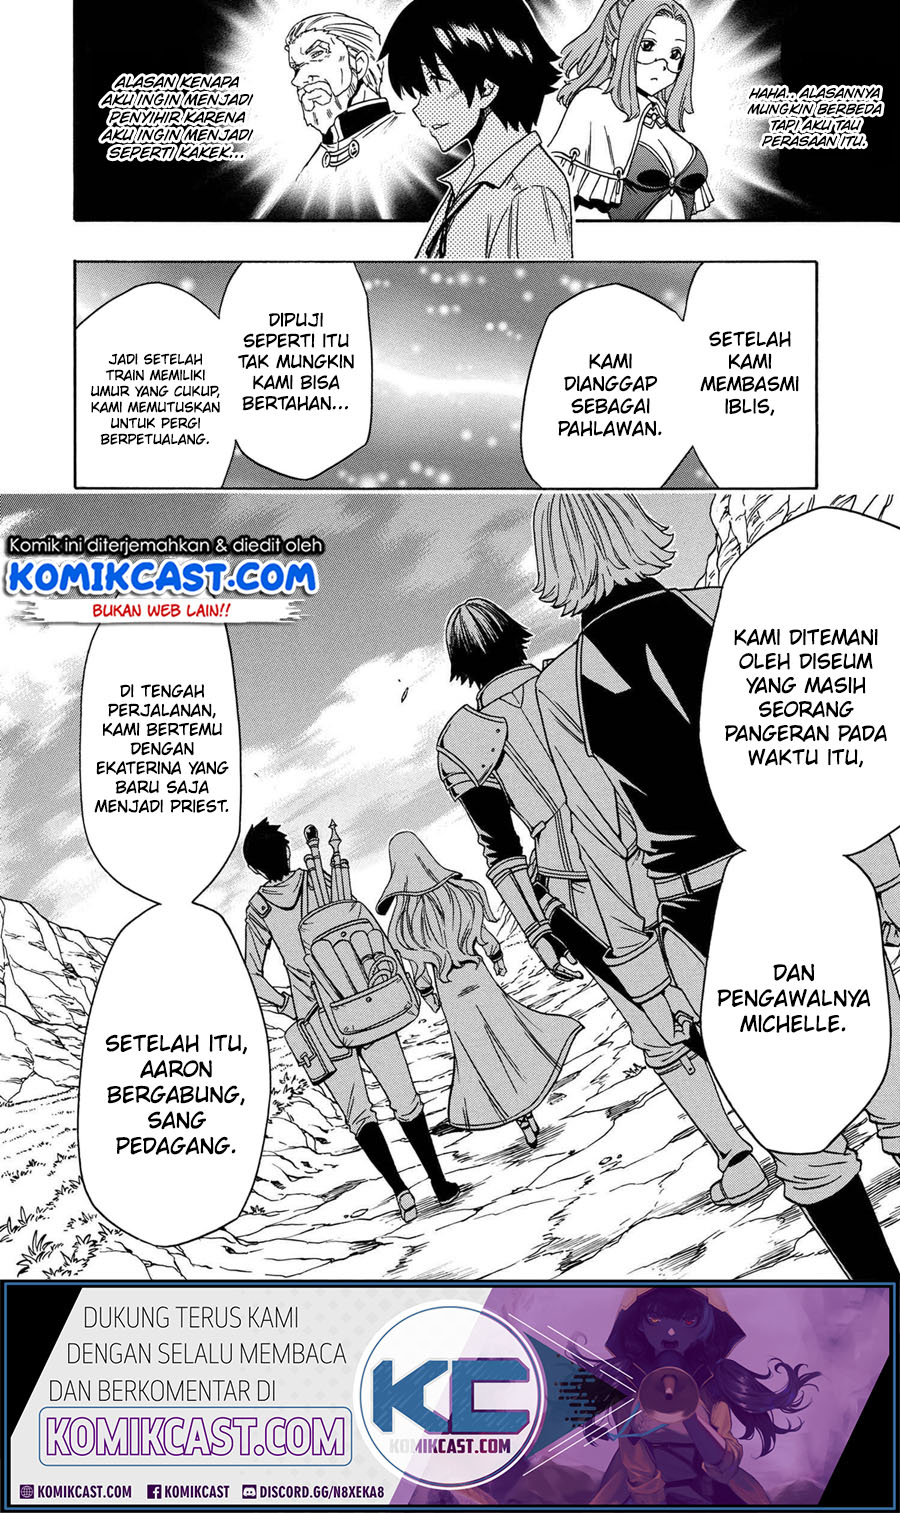 HAHA.. ALASANNYA
MUNGKIN BERBEDA
TAPI AKU TAU
PERASAAN ITU.
ALASAN KENAPA
AKU INGIN MENJADI
PENYIHIR KARENA
AKU INGIN MENJADI
SEPERTI KAKEK...
SETELAH
KAMI
MEMBASMI
IBLIS,
KAMI
DIANGGAP
SEBAGAI
PAHLAWAN.
DIPUJI
SEPERTI ITU
TAK MUNGKIN
KAMI BISA
BERTAHAN...
JADI SETELAH
TRAIN MEMILIKI
UMUR YANG CUKUP,
KAMI MEMUTUSKAN
UNTUK PERGI
BERPETUALANG.
Komik ini diterjemahkan & diedit oleh
KOMIKCAST.COM
BUKAN WEB LAIN!!
KAMI DITEMANI
OLEH DISEUM
YANG MASIH
SEORANG
PANGERAN PADA
WAKTU ITU,
DAN
PENGAWALNYA
MICHELLE.
DI TENGAH
PERJALANAN,
KAMI BERTEMU
DENGAN
EKATERINA YANG
BARU SAJA
MENJADI PRIEST.
SETELAH ITU,
AARON
BERGABUNG,
SANG
PEDAGANG.
DUKUNG TERUS KAMI
DENGAN SELALU MEMBACA
DAN BERKOMENTAR DI
KOMIKCAST.COM
KC
KOMIKCAST.COM
KOMIKCAST.COM KOMIKCAST DISCORD.GG/N8XEKA8